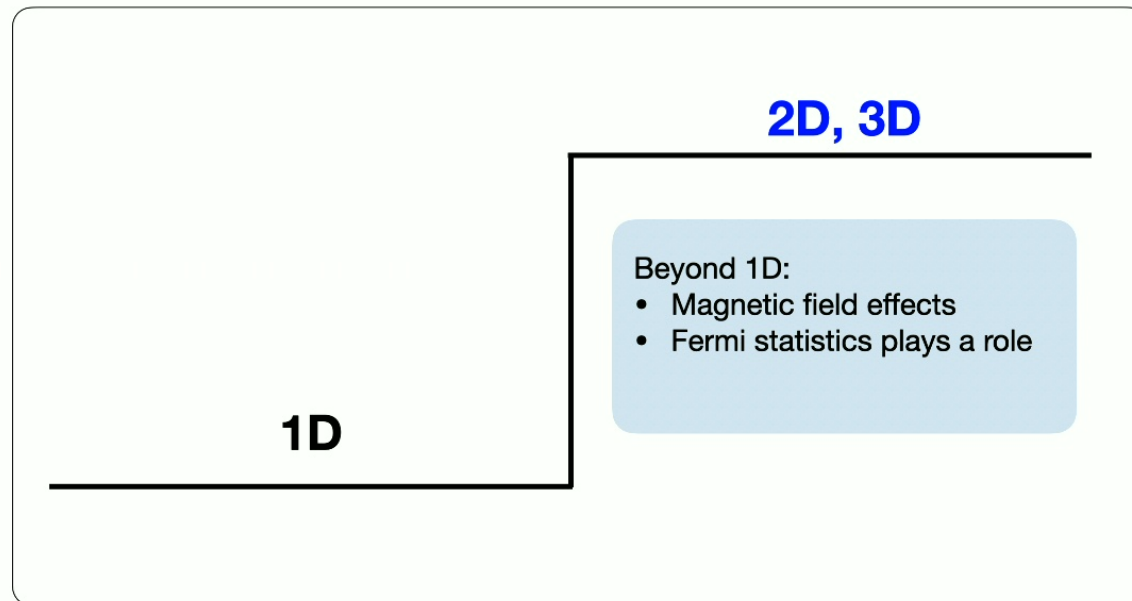 2D, 3D
Beyond 1D:
• Magnetic field effects
• Fermi statistics plays a role
1D